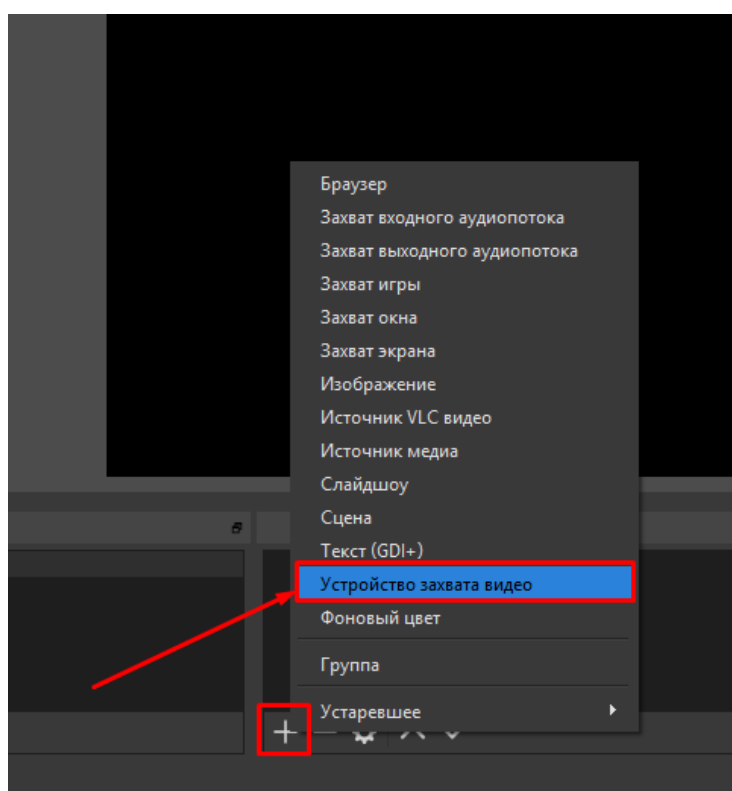 Браузер
Захват входного аудиопотока
Захват выходного аудиопотока
Захват игры
Захват окна
Захват экрана
Изображение
Источник VLC видео
Источник медиа
Слайдшоу
Сцена
Текст (GDI+)
Устройство захвата видео
Фоновый цвет
Группа
Устаревшее